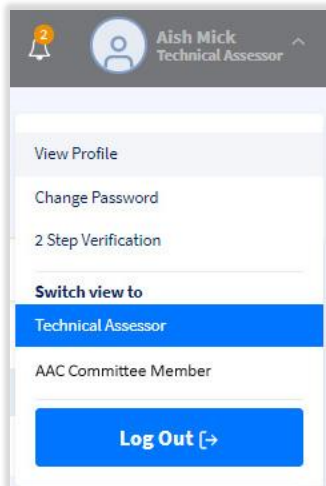 2
Aish Mick
Technical Assessor
View Profile
Change Password
2 Step Verification
Switch view to
Technical Assessor
AAC Committee Member
Log Out